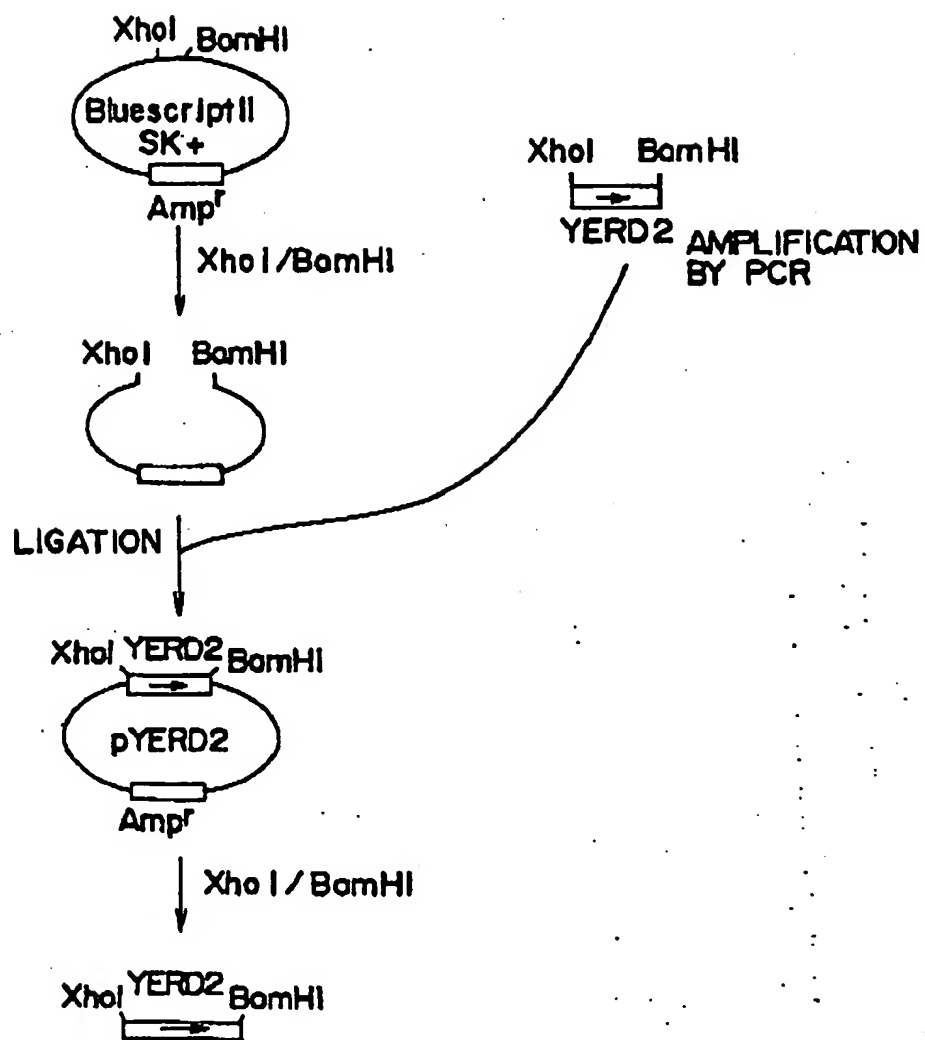 XhoI BamHI
BluescriptII
SK+
Amp^r
XhoI/BamHI
XhoI BamHI
YERD2
AMPLIFICATION
BY PCR
XhoI BamHI
LIGATION
XhoI YERD2 BamHI
pYERD2
Amp^r
XhoI/BamHI
XhoI YERD2 BamHI